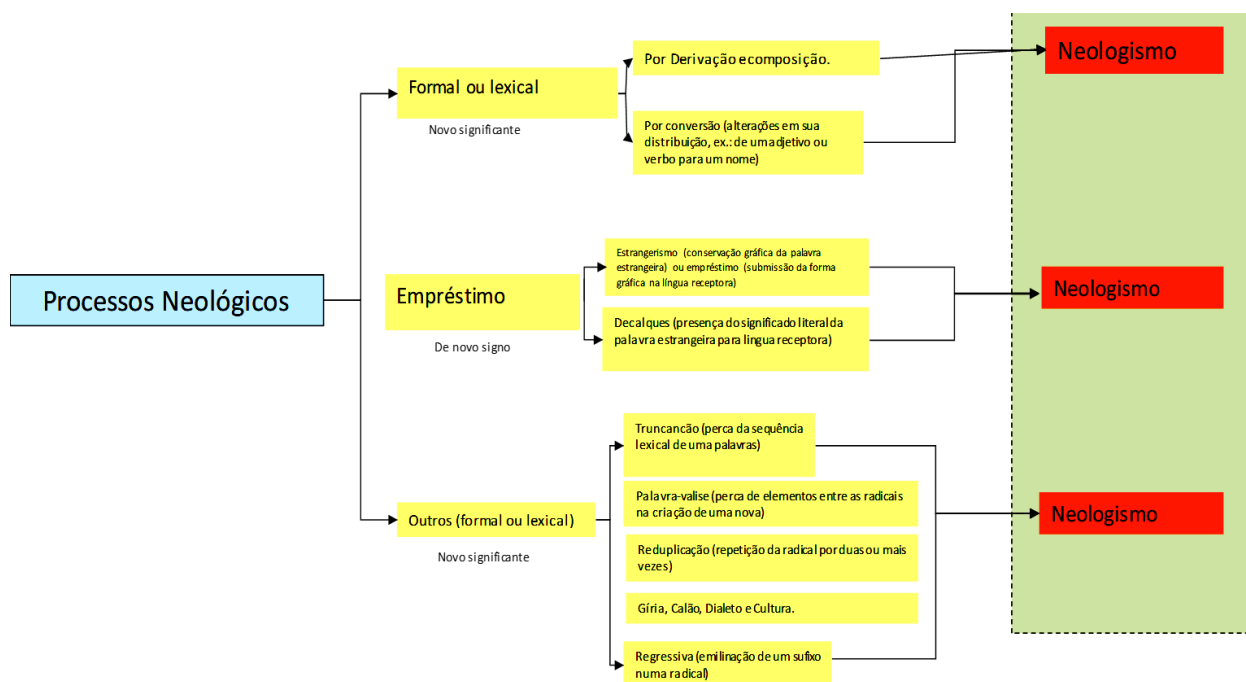 Processos Neológicos
Formal ou lexical
Novo significante
Por Derivação e composição.
Por conversão (alterações em sua
distribuição, ex.: de um adjetivo ou
verbo para um nome)
Neologismo
Empréstimo
De novo signo
Estrangerismo (conservação gráfica da palavra
estrangeira) ou empréstimo (submissão da forma
gráfica na língua receptora)
Decalques (presença do significado literal da
palavra estrangeira para lingua receptora)
Neologismo
Outros (formal ou lexical)
Novo significante
Truncancão (perca da sequência
lexical de uma palavras)
Palavra-valise (perca de elementos entre as radicais
na criação de uma nova)
Reduplicação (repetição da radical por duas ou mais
vezes)
Gíria, Calão, Dialeto e Cultura.
Regressiva (emilinação de um sufixo
numa radical)
Neologismo